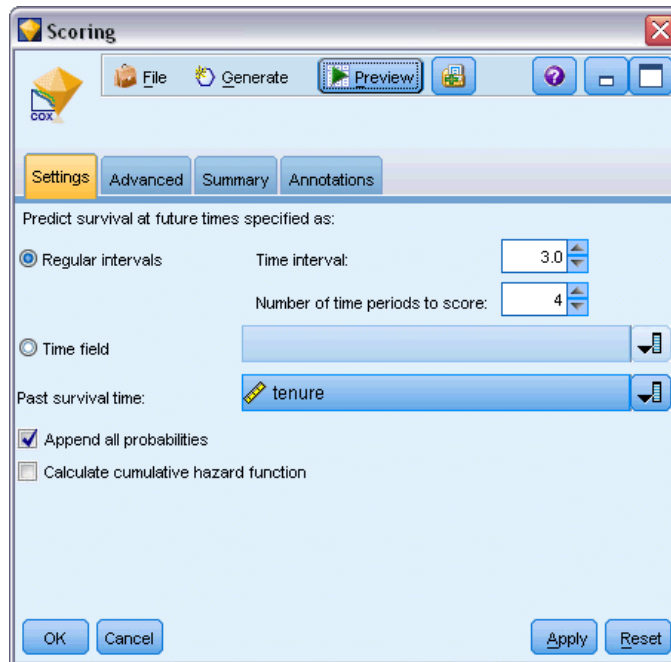 Scoring
File Generate Preview
COX
Settings Advanced Summary Annotations
Predict survival at future times specified as:
Regular intervals Time interval: 3.0
Number of time periods to score: 4
Time field
Past survival time: tenure
Append all probabilities
Calculate cumulative hazard function
OK Cancel Apply Reset